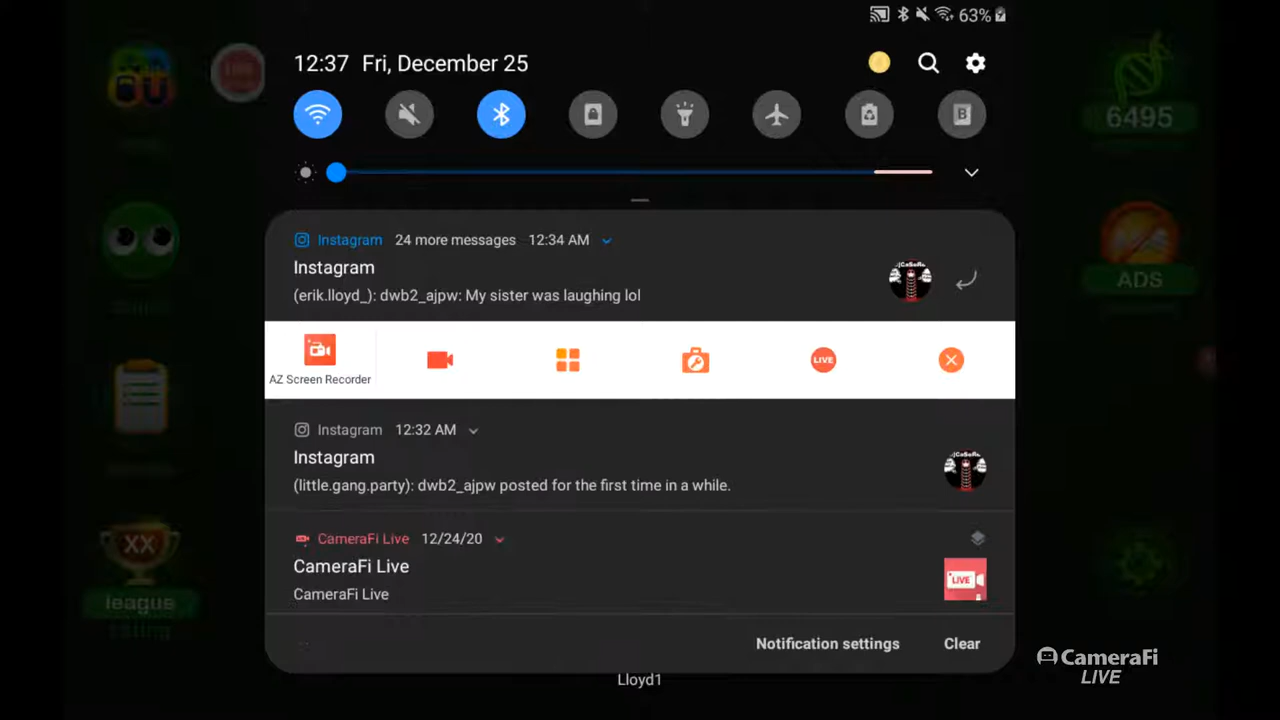 63%
12:37 Fri, December 25
6495
Instagram 24 more messages 12:34 AM
Instagram
(erik.lloyd_): dwb2_ajpw: My sister was laughing lol
LIVE
AZ Screen Recorder
Instagram 12:32 AM
Instagram
(little.gang.party): dwb2_ajpw posted for the first time in a while.
ADS
CameraFi Live 12/24/20
CameraFi Live
CameraFi Live
LIVE
XX
league
Notification settings Clear
CameraFi
LIVE
Lloyd1